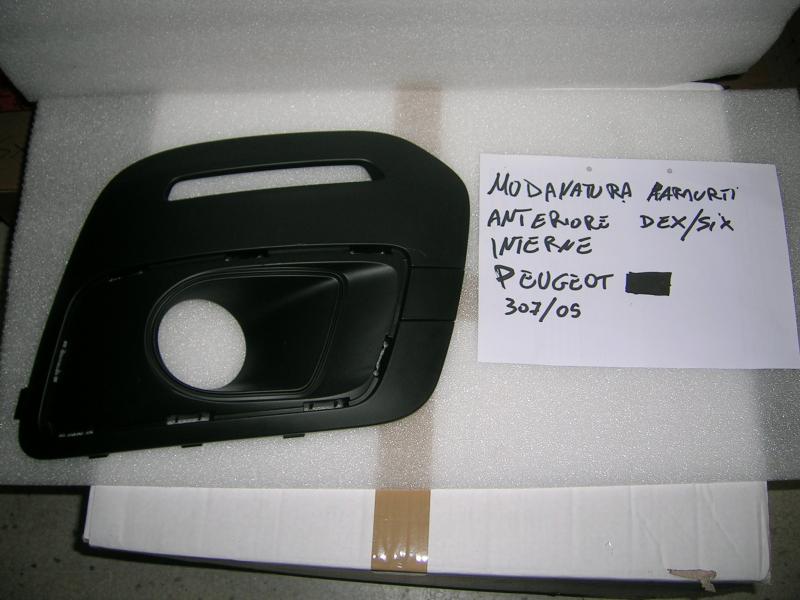 MODANATURA PARAURTI
ANTERIORE DEX/SIX
INTERNE
PEUGEOT
307/05